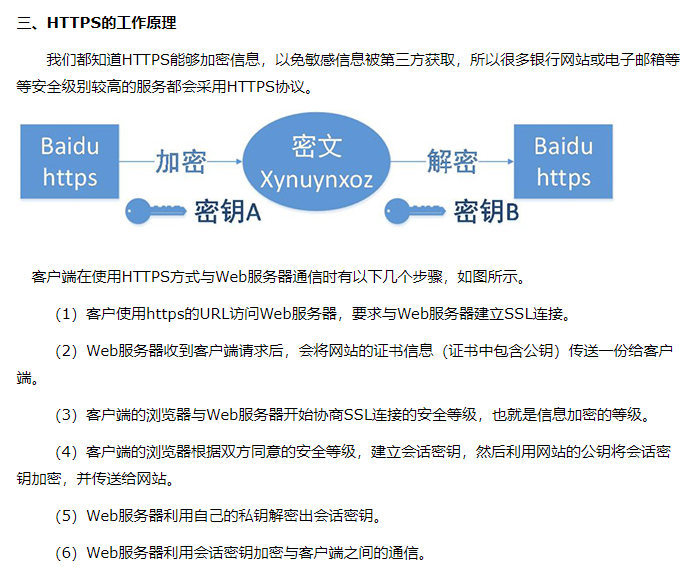 三、HTTPS的工作原理
我们都知道HTTPS能够加密信息，以免敏感信息被第三方获取，所以很多银行网站或电子邮箱等
等安全级别较高的服务都会采用HTTPS协议。
Baidu
https
加密
密文
Xynuynxoz
解密
Baidu
https
密钥A
密钥B
客户端在使用HTTPS方式与Web服务器通信时有以下几个步骤，如图所示。
（1）客户使用https的URL访问Web服务器，要求与Web服务器建立SSL连接。
（2）Web服务器收到客户端请求后，会将网站的证书信息（证书中包含公钥）传送一份给客户
端。
（3）客户端的浏览器与Web服务器开始协商SSL连接的安全等级，也就是信息加密的等级。
（4）客户端的浏览器根据双方同意的安全等级，建立会话密钥，然后利用网站的公钥将会话密
钥加密，并传送给网站。
（5）Web服务器利用自己的私钥解密出会话密钥。
（6）Web服务器利用会话密钥加密与客户端之间的通信。